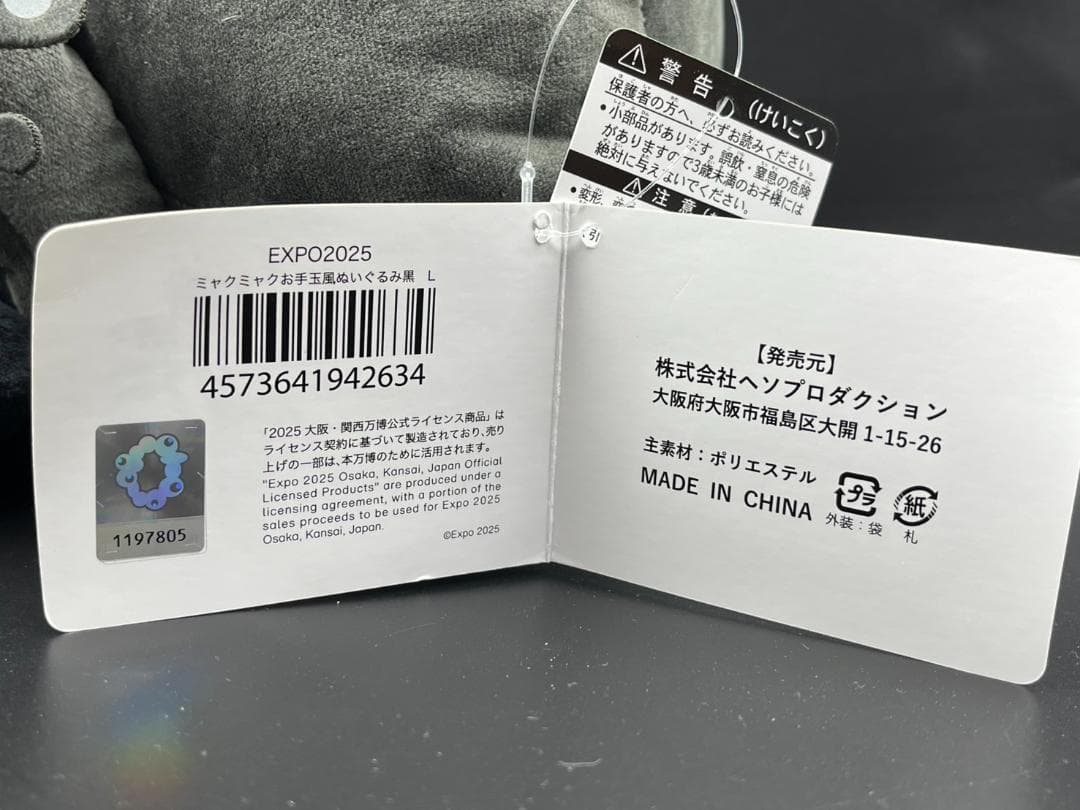 警告 (けいこく)
保護者の方へ、必ずお読みください。
・小部品があります。誤飲・窒息の危険
がありますので3歳未満のお子様には
絶対に与えないでください。
注意
・変形、
EXPO2025
ミャクミャクお手玉風ぬいぐるみ黒 L
4573641942634
「2025 大阪・関西万博公式ライセンス商品」は
ライセンス契約に基づいて製造されており、売り
上げの一部は、本万博のために活用されます。
"Expo 2025 Osaka, Kansai, Japan Official
Licensed Products" are produced under a
licensing agreement, with a portion of the
sales proceeds to be used for Expo 2025
Osaka, Kansai, Japan.
©Expo 2025
1197805
引
【発売元】
株式会社ヘソプロダクション
大阪府大阪市福島区大開 1-15-26
主素材:ポリエステル
MADE IN CHINA
プラ
外装:袋
紙
札